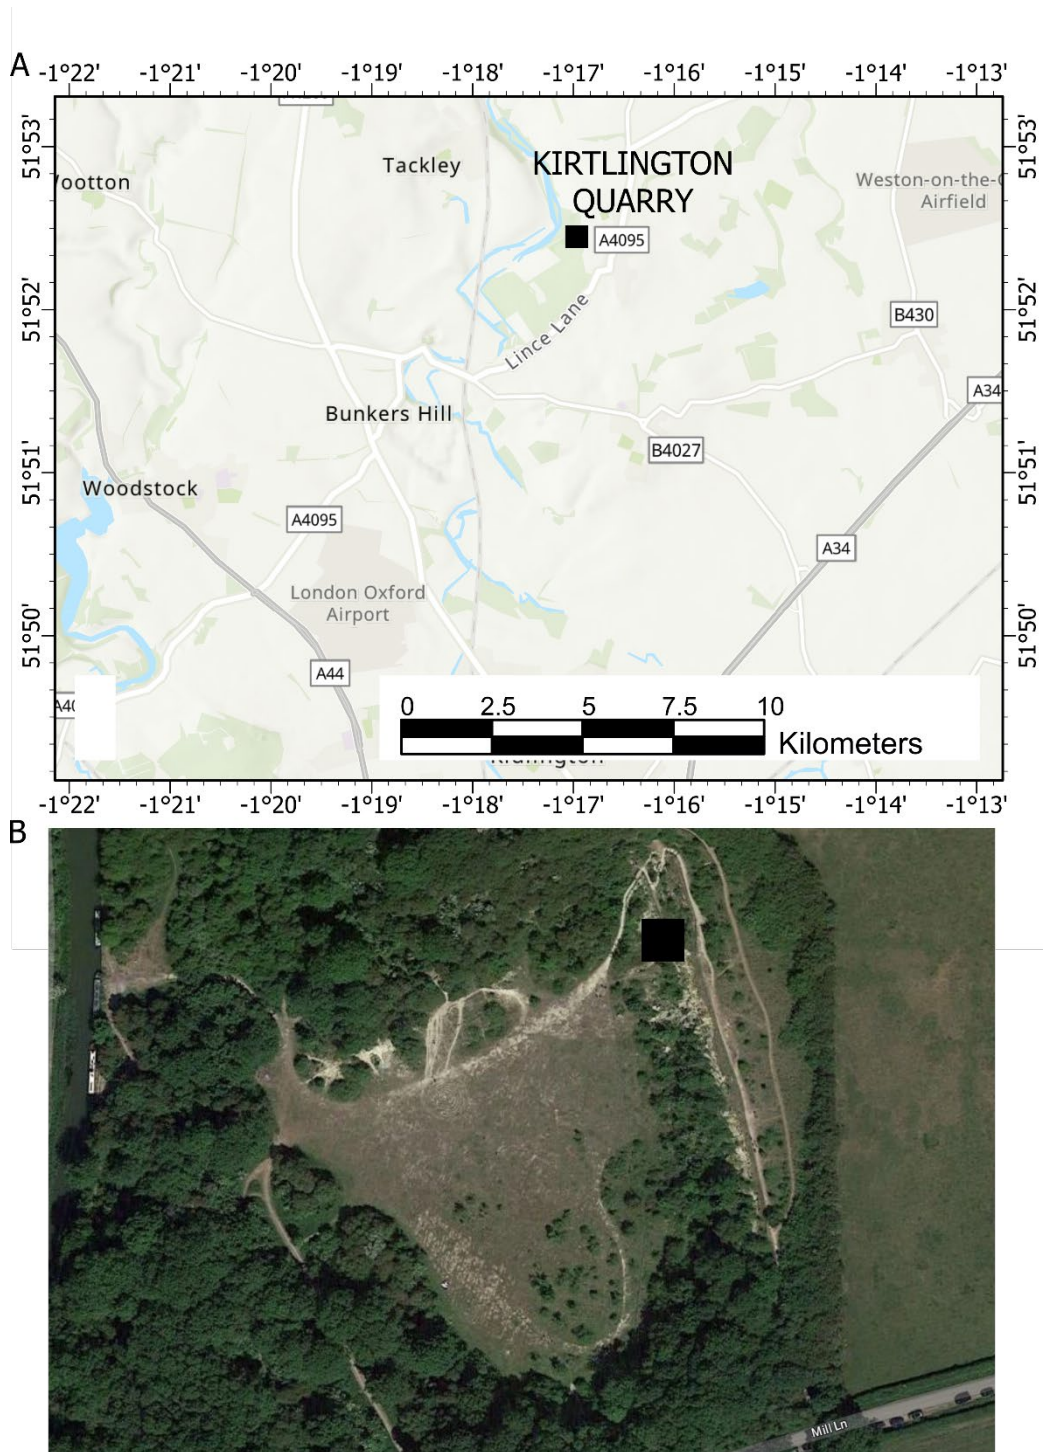 A
-1°22' -1°21' -1°20' -1°19' -1°18' -1°17' -1°16' -1°15' -1°14' -1°13'
51°53' 51°53'
Tackley
KIRTLINGTON
QUARRY
Weston-on-the-
Airfield
A4095
51°52' 51°52'
Lince Lane
B430
A34
Bunkers Hill
B4027
51°51' 51°51'
Woodstock
A4095
A34
London Oxford
Airport
51°50' 51°50'
A44
0 2.5 5 7.5 10
Kilometers
-1°22' -1°21' -1°20' -1°19' -1°18' -1°17' -1°16' -1°15' -1°14' -1°13'
B
Mill Ln